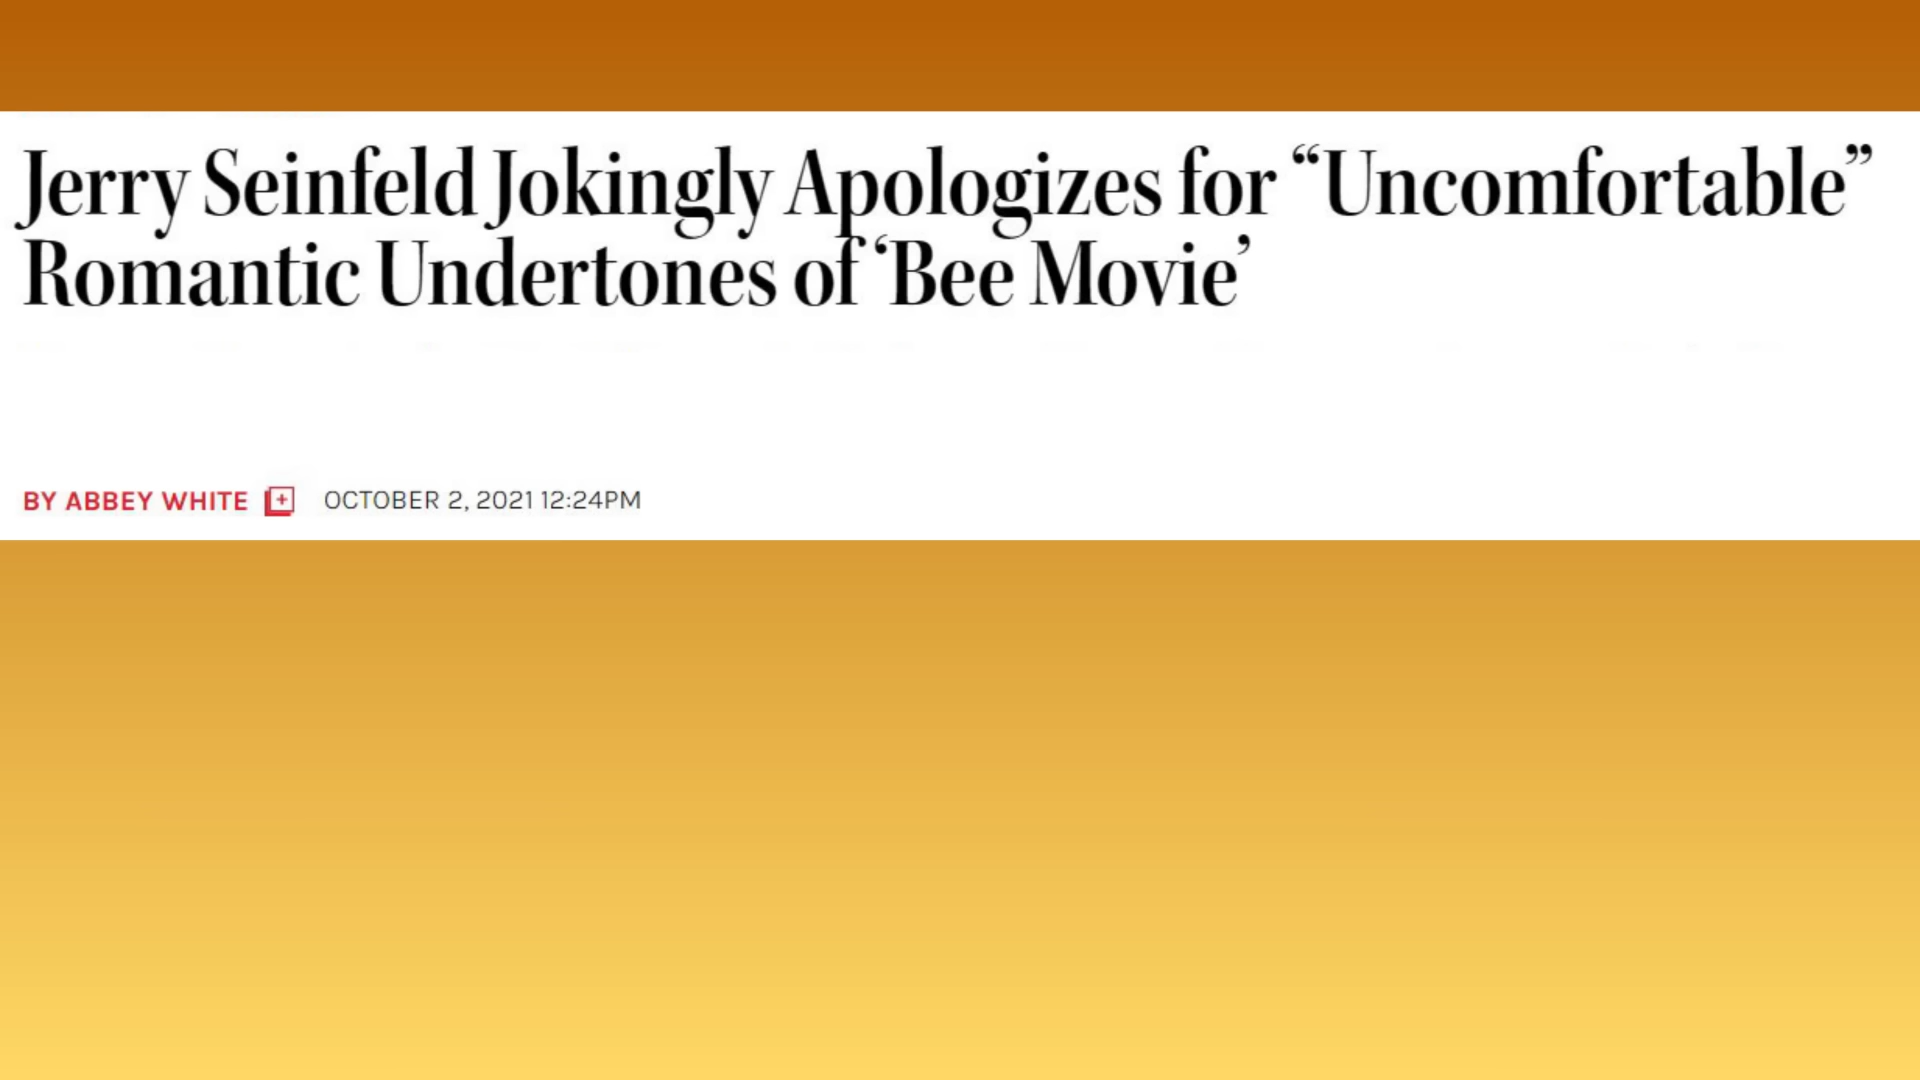 Jerry Seinfeld Jokingly Apologizes for “Uncomfortable”
Romantic Undertones of ‘Bee Movie’
BY ABBEY WHITE OCTOBER 2, 2021 12:24PM